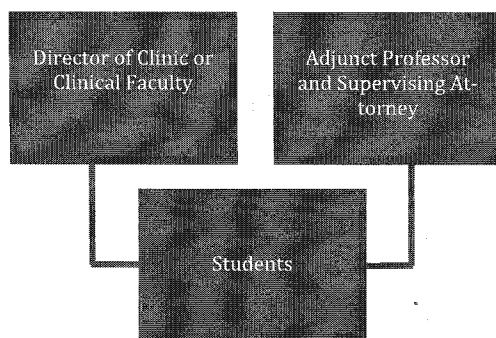 Director of Clinic or
Clinical Faculty
Adjunct Professor
and Supervising At-
torney
Students